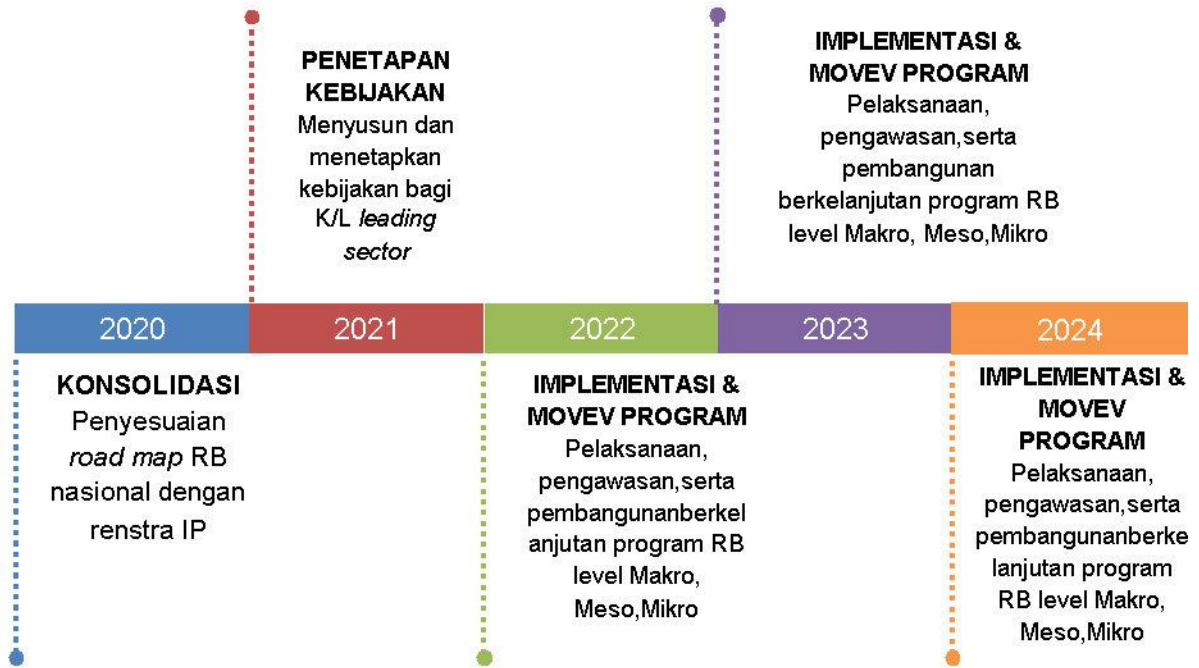 PENETAPAN
KEBIJAKAN
Menyusun dan
menetapkan
kebijakan bagi
K/L leading
sector
IMPLEMENTASI &
MOVEV PROGRAM
Pelaksanaan,
pengawasan,serta
pembangunan
berkelanjutan program RB
level Makro, Meso,Mikro
2020
2021
2022
2023
2024
KONSOLIDASI
Penyesuaian
road map RB
nasional dengan
renstra IP
IMPLEMENTASI &
MOVEV PROGRAM
Pelaksanaan,
pengawasan,serta
pembangunanberkel
anjutan program RB
level Makro,
Meso,Mikro
IMPLEMENTASI &
MOVEV
PROGRAM
Pelaksanaan,
pengawasan,serta
pembangunanberke
lanjutan program
RB level Makro,
Meso,Mikro